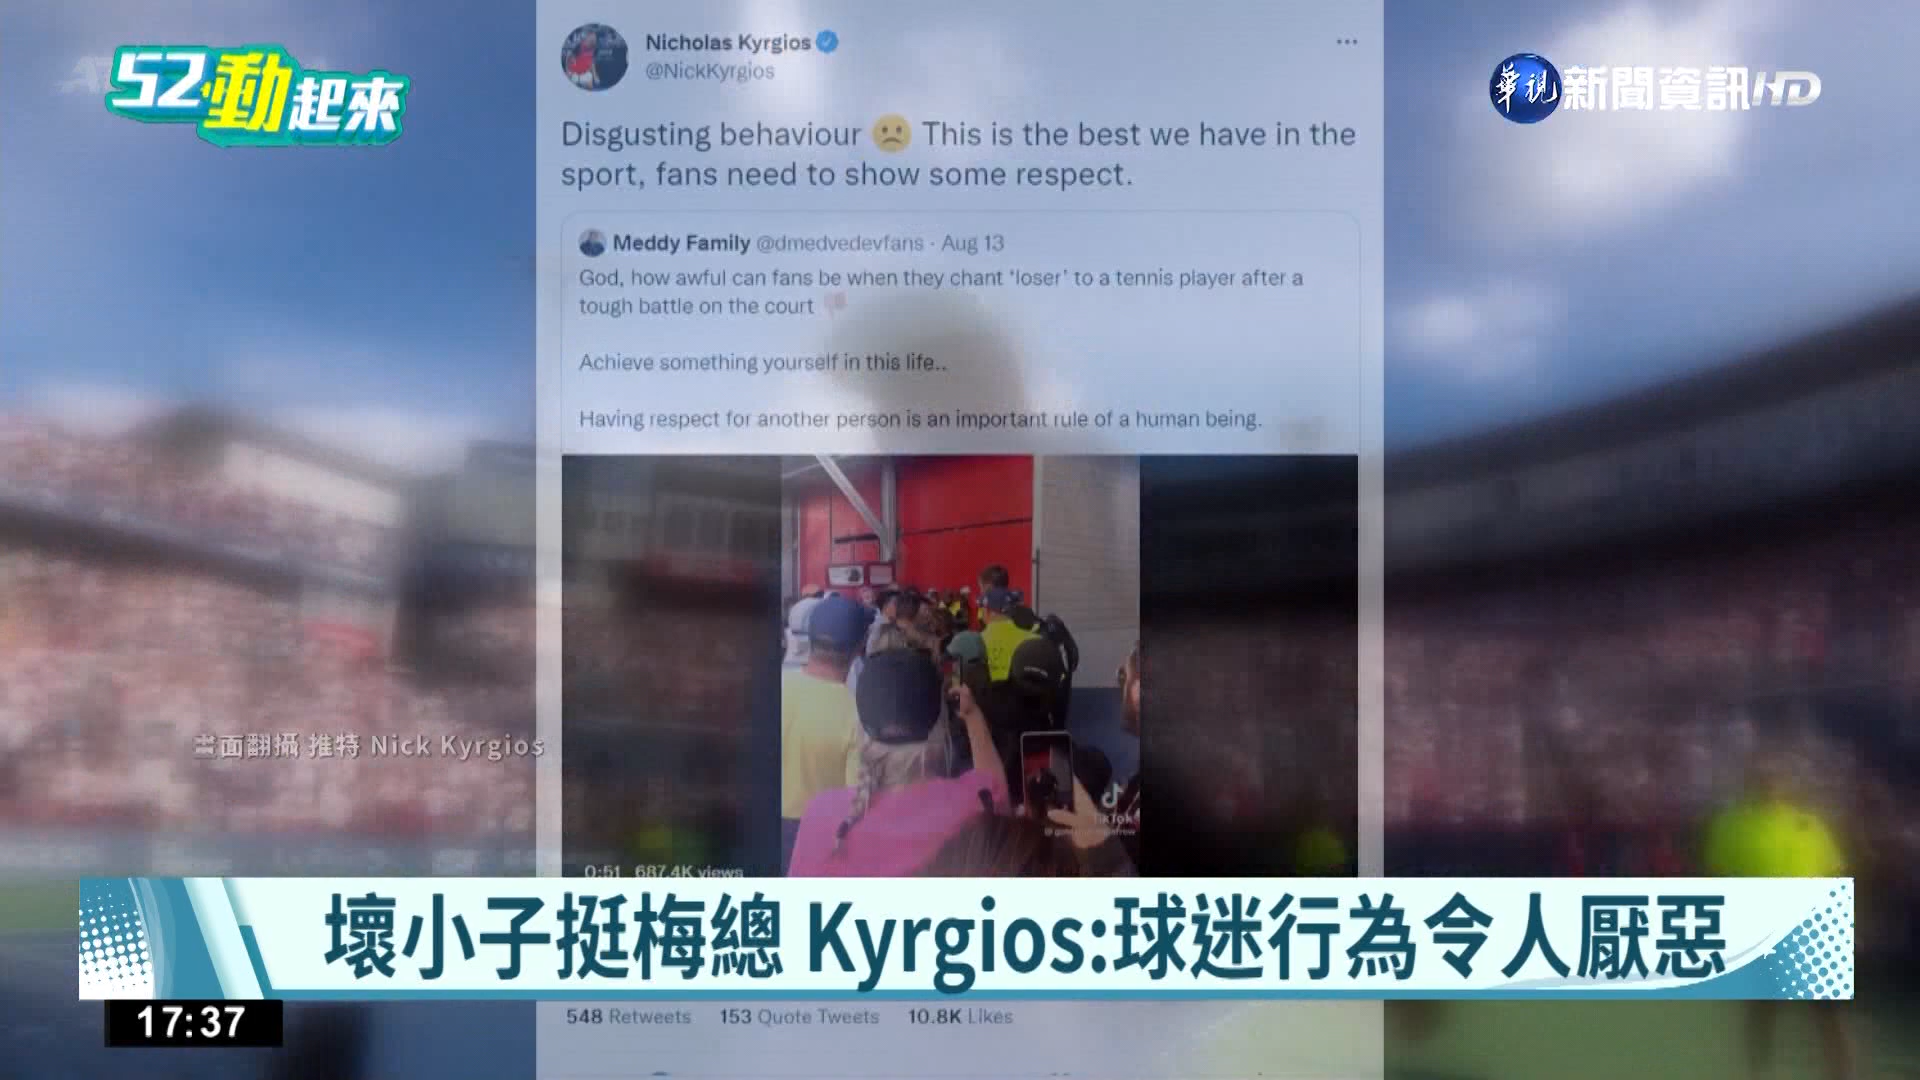 52動起來
華視新聞資訊HD
Nicholas Kyrgios
@NickKyrgios
Disgusting behaviour 🙁 This is the best we have in the
sport, fans need to show some respect.
Meddy Family @dmedvedevfans · Aug 13
God, how awful can fans be when they chant 'loser' to a tennis player after a
tough battle on the court 👎
Achieve something yourself in this life..
Having respect for another person is an important rule of a human being.
畫面翻攝 推特 Nick Kyrgios
TikTok
0:51 687.4K views
壞小子挺梅總 Kyrgios:球迷行為令人厭惡
17:37
548 Retweets 153 Quote Tweets 10.8K Likes